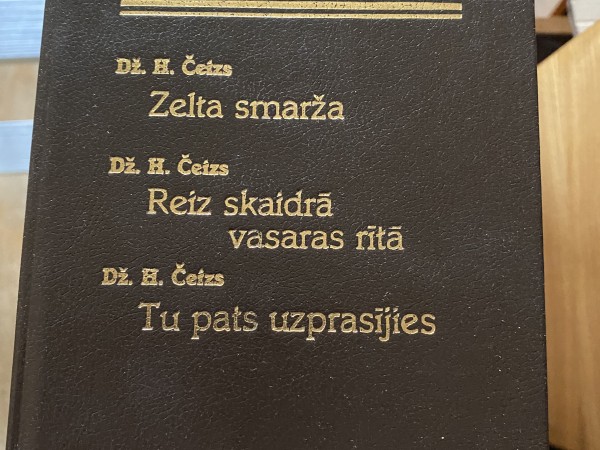 Dž. H. Čeizs
Zelta smarža
Dž. H. Čeizs
Reiz skaidrā
vasaras rītā
Dž. H. Čeizs
Tu pats uzprasījies